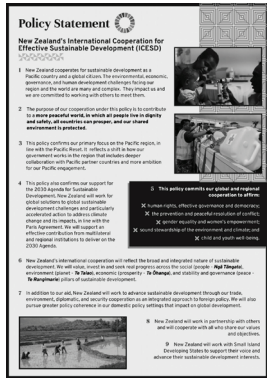 Policy Statement
New Zealand's International Cooperation for
Effective Sustainable Development (ICESD)
1 New Zealand cooperates for sustainable development as a
Pacific country and a global citizen. The environmental, economic,
governance, and human development challenges facing our
region and the world are many and complex. They impact us and
we are committed to working with others to meet them.
2 The purpose of our cooperation under this policy is to contribute
to a more peaceful world, in which all people live in dignity
and safety, all countries can prosper, and our shared
environment is protected.
3 This policy confirms our primary focus on the Pacific region, in
line with the Pacific Reset. It reflects a shift in how our
government works in the region that includes deeper
collaboration with Pacific partner countries and more ambition
for our Pacific engagement.
4 This policy also confirms our support for
the 2030 Agenda for Sustainable
Development. New Zealand will work for
global solutions to global sustainable
development challenges and particularly
accelerated action to address climate
change and its impacts, in line with the
Paris Agreement. We will support an
effective contribution from multilateral
and regional institutions to deliver on the
2030 Agenda.
5 This policy commits our global and regional
cooperation to affirm:
human rights, effective governance and democracy;
the prevention and peaceful resolution of conflict;
gender equality and women's empowerment;
sound stewardship of the environment and climate; and
child and youth well-being.
6 New Zealand's international cooperation will reflect the broad and integrated nature of sustainable
development. We will value, invest in and seek real progress across the social (people - Ngā Tāngata),
environment (planet - Te Taiao), economic (prosperity - Te Ōhanga), and stability and governance (peace -
Te Rangimarie) pillars of sustainable development.
7 In addition to our aid, New Zealand will work to advance sustainable development through our trade,
environment, diplomatic, and security cooperation as an integrated approach to foreign policy. We will also
pursue greater policy coherence in our domestic policy settings that impact on global development.
8 New Zealand will work in partnership with others
and will cooperate with all who share our values
and objectives.
9 New Zealand will work with Small Island
Developing States to support their voice and
advance their sustainable development interests.